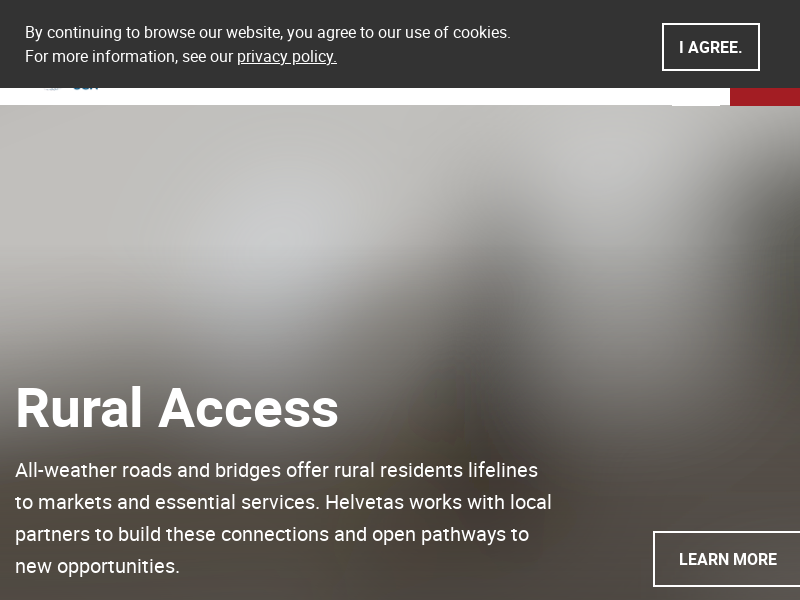 By continuing to browse our website, you agree to our use of cookies.
For more information, see our privacy policy.
I AGREE.
Rural Access
All-weather roads and bridges offer rural residents lifelines
to markets and essential services. Helvetas works with local
partners to build these connections and open pathways to
new opportunities.
LEARN MORE